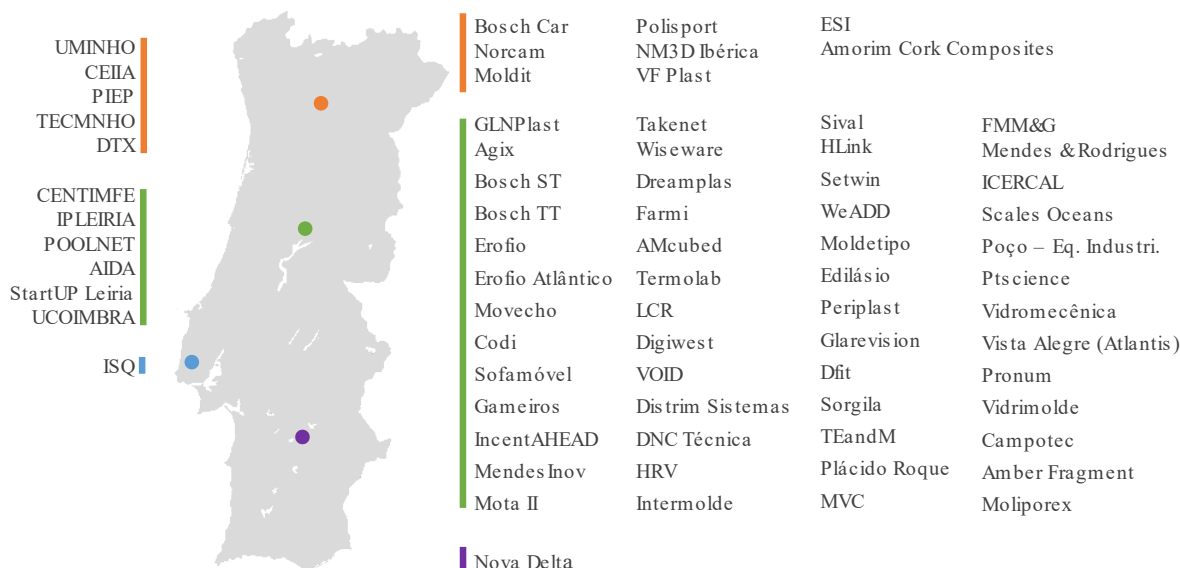 UMINHO
CEIIA
PIEP
TECMNHO
DTX
CENTIMFE
IPLEIRIA
POOLNET
AIDA
StartUP Leiria
UCOIMBRA
ISQ
Bosch Car
Norcam
Moldit
Polisport
NM3D Ibérica
VF Plast
ESI
Amorim Cork Composites
GLNPlast
Agix
Bosch ST
Bosch TT
Erofio
Erofio Atlântico
Movecho
Codi
Sofamóvel
Gameiros
IncentAHEAD
MendesInov
Mota II
Takenet
Wiseware
Dreamplas
Farmi
AMcubed
Termolab
LCR
Digiwest
VOID
Distrim Sistemas
DNC Técnica
HRV
Intermolde
Sival
HLink
Setwin
WeADD
Moldetipo
Edilásio
Periplast
Glarevision
Dfit
Sorgila
TEandM
Plácido Roque
MVC
FMM&G
Mendes & Rodrigues
ICERCAL
Scales Oceans
Poço – Eq. Industri.
Ptscience
Vidromecênica
Vista Alegre (Atlantis)
Pronum
Vidrimolde
Campotec
Amber Fragment
Moliporex
Nova Delta